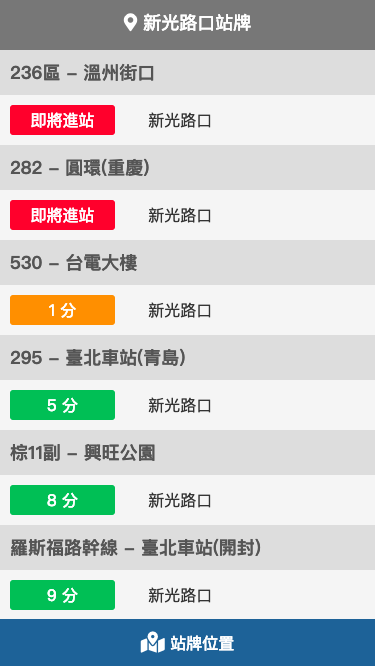 新光路口站牌
236區 – 溫州街口
即將進站 新光路口
282 – 圓環(重慶)
即將進站 新光路口
530 – 台電大樓
1 分 新光路口
295 – 臺北車站(青島)
5 分 新光路口
棕11副 – 興旺公園
8 分 新光路口
羅斯福路幹線 – 臺北車站(開封)
9 分 新光路口
站牌位置